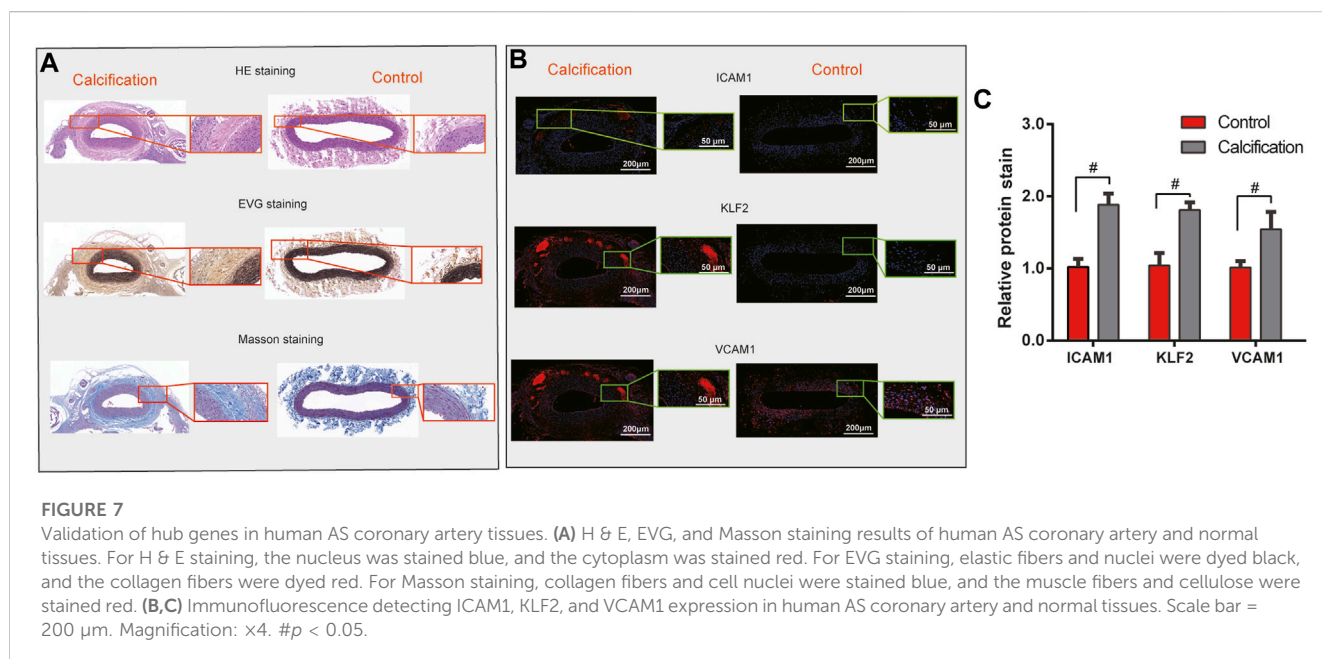 A
HE staining
Calcification
Control
EVG staining
Masson staining
B
Calcification
ICAM1
Control
200μm
50 μm
200μm
50 μm
KLF2
200μm
50 μm
200μm
50 μm
VCAM1
200μm
50 μm
200μm
50 μm
C
Control
Calcification
Relative protein stain
3.0
2.0
1.0
0.0
#
#
#
ICAM1 KLF2 VCAM1
FIGURE 7
Validation of hub genes in human AS coronary artery tissues. (A) H & E, EVG, and Masson staining results of human AS coronary artery and normal
tissues. For H & E staining, the nucleus was stained blue, and the cytoplasm was stained red. For EVG staining, elastic fibers and nuclei were dyed black,
and the collagen fibers were dyed red. For Masson staining, collagen fibers and cell nuclei were stained blue, and the muscle fibers and cellulose were
stained red. (B,C) Immunofluorescence detecting ICAM1, KLF2, and VCAM1 expression in human AS coronary artery and normal tissues. Scale bar =
200 μm. Magnification: ×4. #p < 0.05.